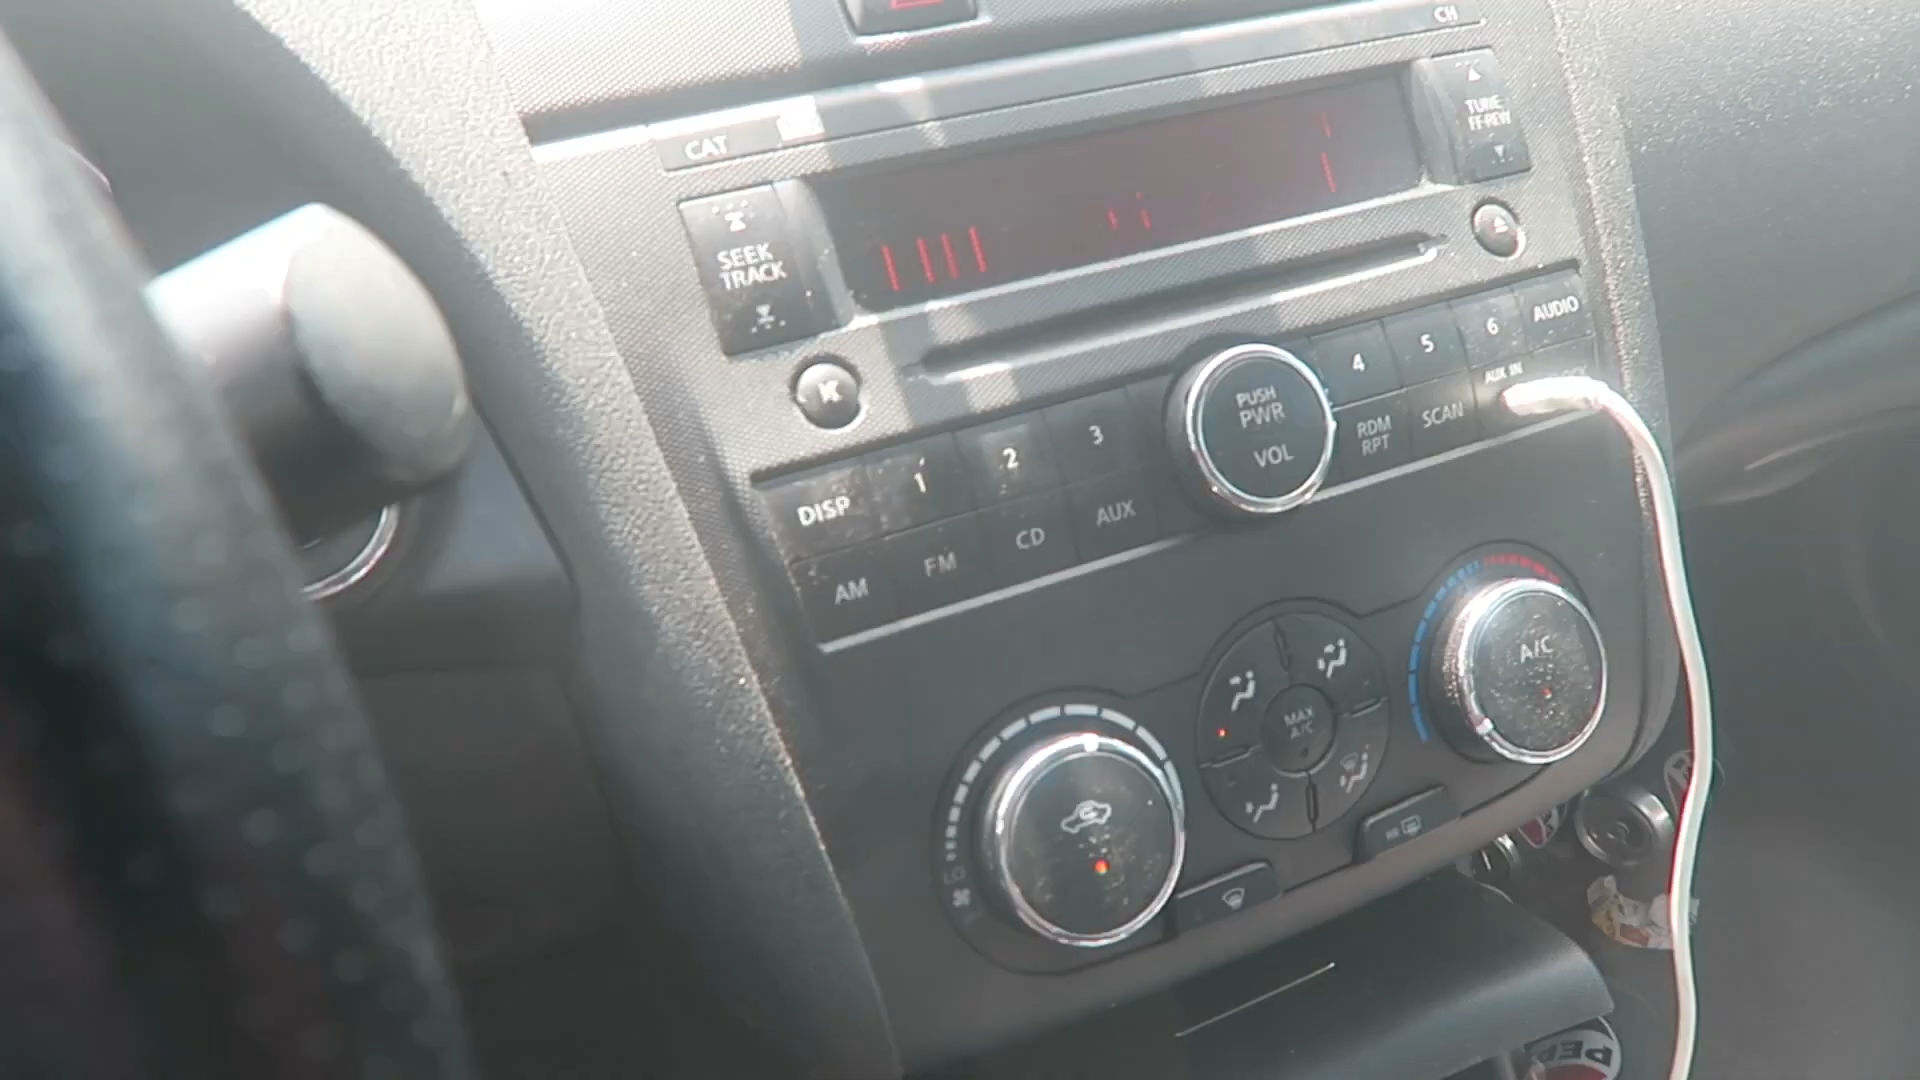 CH
CAT
TUNE
FF-REW
SEEK
TRACK
PUSH
PWR
VOL
4
5
6
AUDIO
DISP
1
2
3
RDM
RPT
SCAN
AUX IN
AM
FM
CD
AUX
A/C
MAX
A/C
LO
RR